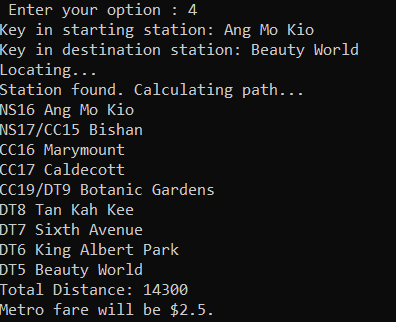 Enter your option : 4
Key in starting station: Ang Mo Kio
Key in destination station: Beauty World
Locating...
Station found. Calculating path...
NS16 Ang Mo Kio
NS17/CC15 Bishan
CC16 Marymount
CC17 Caldecott
CC19/DT9 Botanic Gardens
DT8 Tan Kah Kee
DT7 Sixth Avenue
DT6 King Albert Park
DT5 Beauty World
Total Distance: 14300
Metro fare will be $2.5.